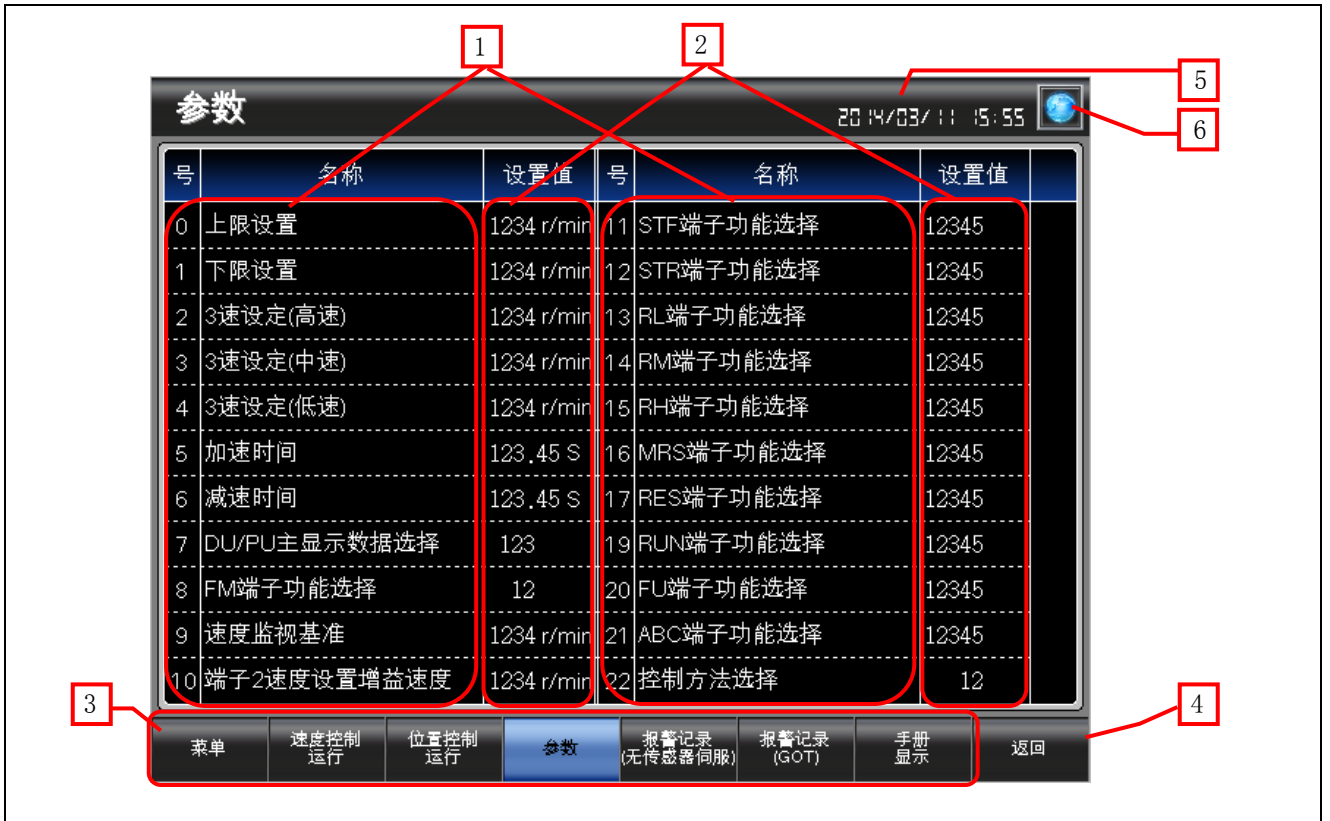 1
2
5
参数
2014/03/11 15:55
6
号 名称 设置值 号 名称 设置值
0 上限设置 1234 r/min 11 STF端子功能选择 12345
1 下限设置 1234 r/min 12 STR端子功能选择 12345
2 3速设定(高速) 1234 r/min 13 RL端子功能选择 12345
3 3速设定(中速) 1234 r/min 14 RM端子功能选择 12345
4 3速设定(低速) 1234 r/min 15 RH端子功能选择 12345
5 加速时间 123.45 S 16 MRS端子功能选择 12345
6 减速时间 123.45 S 17 RES端子功能选择 12345
7 DU/PU主显示数据选择 123 19 RUN端子功能选择 12345
8 FM端子功能选择 12 20 FU端子功能选择 12345
9 速度监视基准 1234 r/min 21 ABC端子功能选择 12345
10 端子2速度设置增益速度 1234 r/min 22 控制方法选择 12
3
4
菜单
速度控制
运行
位置控制
运行
参数
报警记录
(无传感器伺服)
报警记录
(GOT)
手册
显示
返回